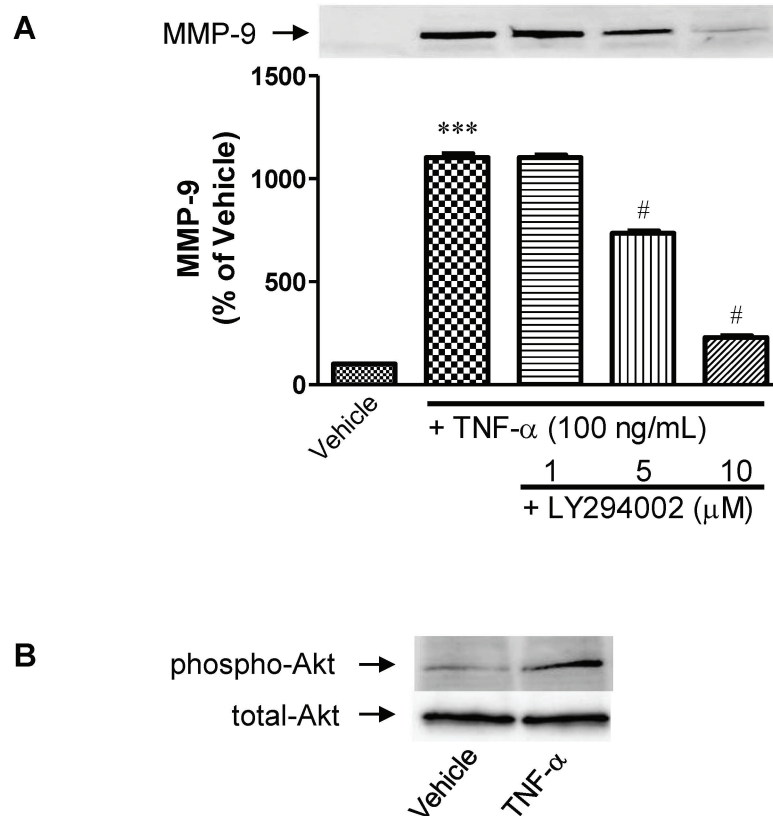 A
MMP-9
1500
1000
500
0
MMP-9
(% of Vehicle)
***
#
#
Vehicle
+ TNF-α (100 ng/mL)
1 5 10
+ LY294002 (μM)
B
phospho-Akt
total-Akt
Vehicle
TNF-α